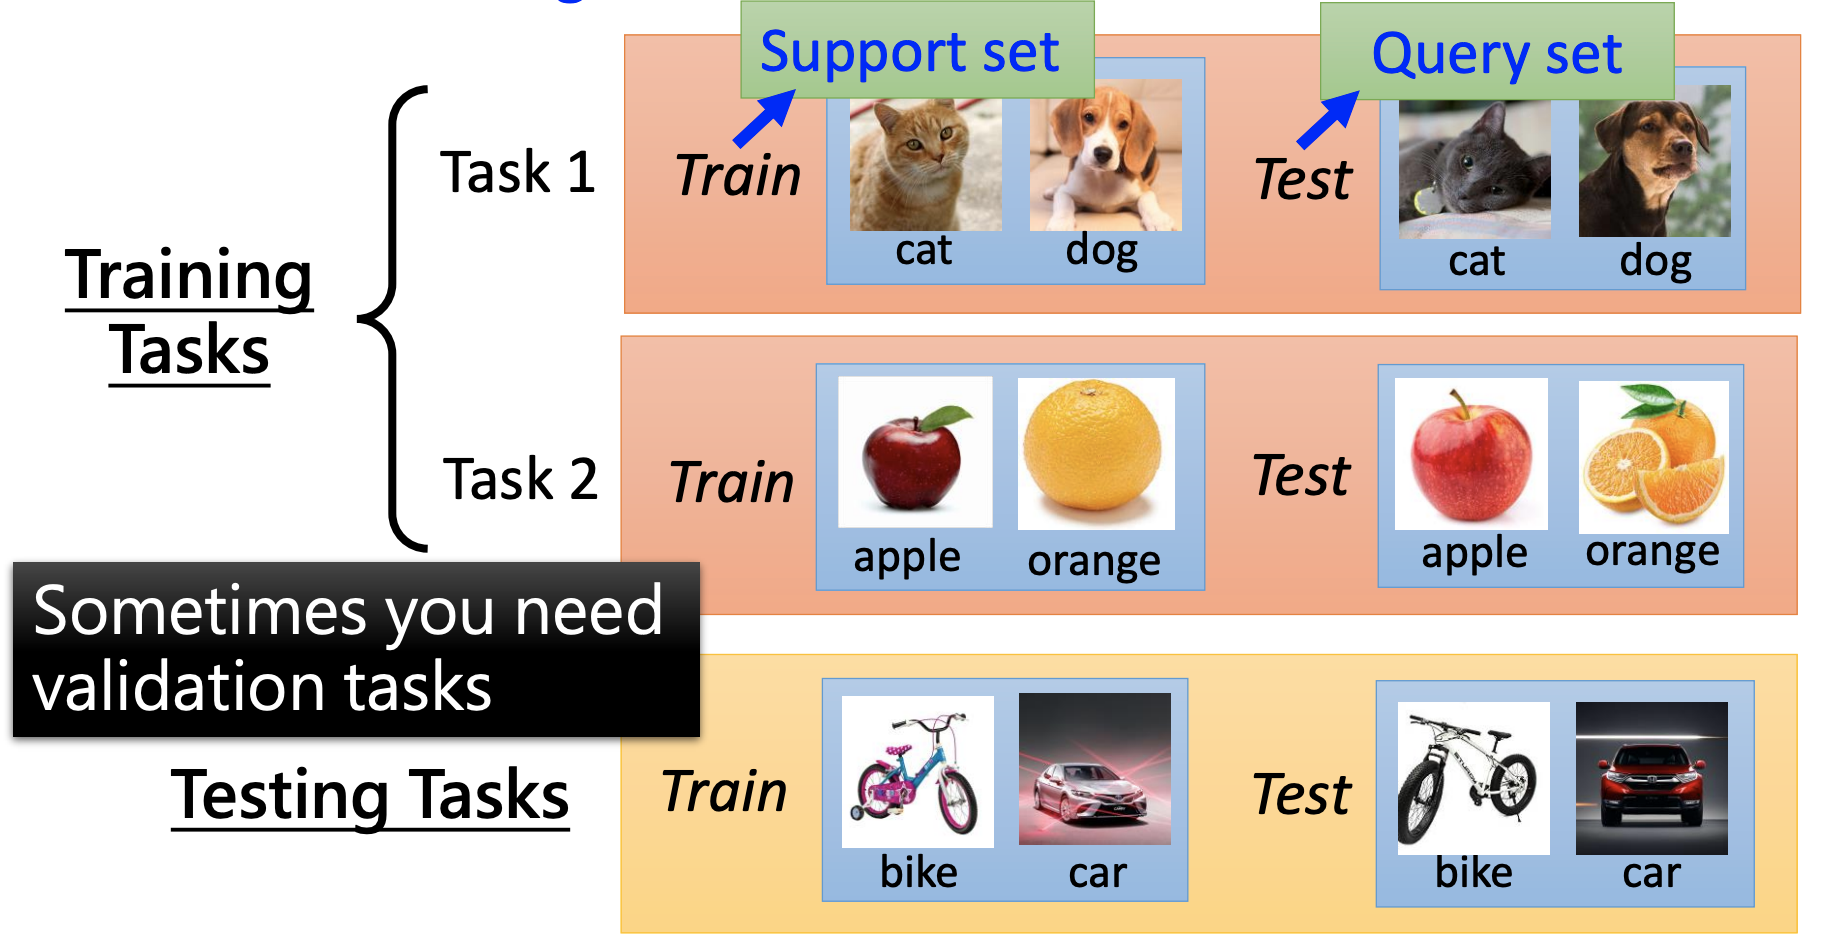 Support set
Query set
Task 1
Train
Test
cat
dog
cat
dog
Training
Tasks
Task 2
Train
Test
apple
orange
apple
orange
Sometimes you need
validation tasks
Testing Tasks
Train
Test
bike
car
bike
car